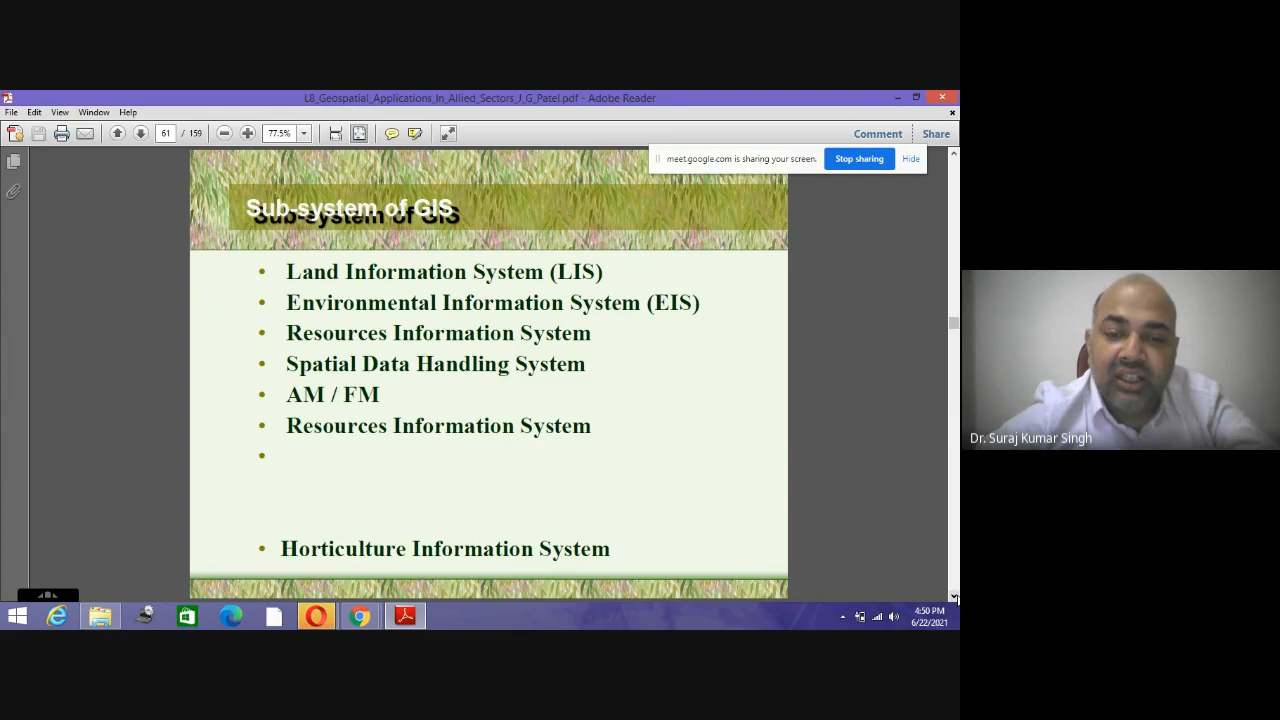 L8_Geospatial_Applications_In_Allied_Sectors_J_G_Patel.pdf - Adobe Reader
File Edit View Window Help
61 / 159 77.5% Comment Share
meet.google.com is sharing your screen. Stop sharing Hide
Sub-system of GIS
• Land Information System (LIS)
• Environmental Information System (EIS)
• Resources Information System
• Spatial Data Handling System
• AM / FM
• Resources Information System
•
• Horticulture Information System
Dr. Suraj Kumar Singh
4:50 PM
6/22/2021